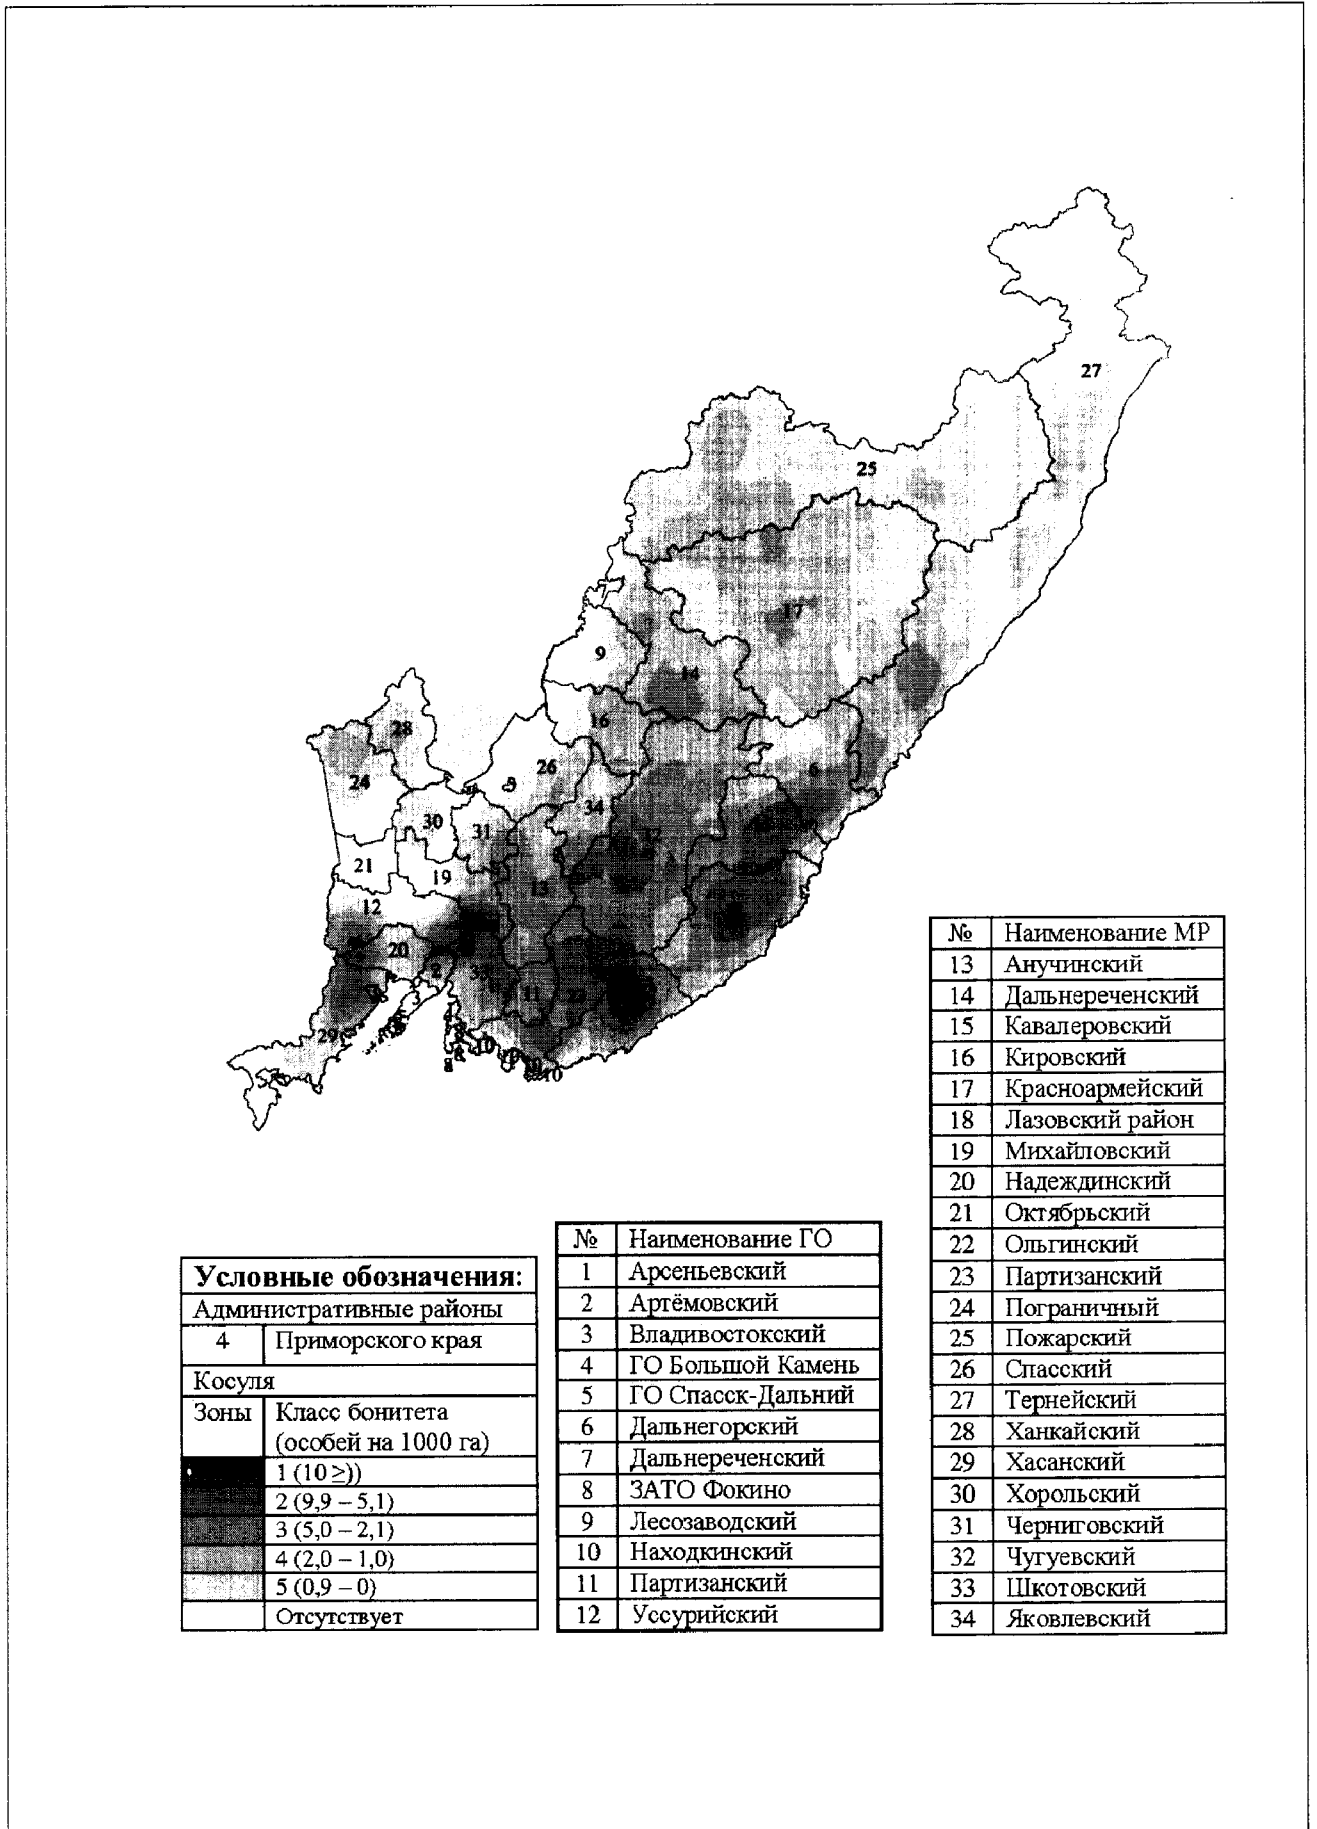 27
25
17
9
14
16
28
26
5
24
6
34
30
31
21
19
13
12
20
2
33
11
3
29
4
8
10
8
10
№ Наименование МР
13 Анучинский
14 Дальнереченский
15 Кавалеровский
16 Кировский
17 Красноармейский
18 Лазовский район
19 Михайловский
20 Надеждинский
21 Октябрьский
22 Ольгинский
23 Партизанский
24 Пограничный
25 Пожарский
26 Спасский
27 Тернейский
28 Ханкайский
29 Хасанский
30 Хорольский
31 Черниговский
32 Чугуевский
33 Шкотовский
34 Яковлевский
№ Наименование ГО
1 Арсеньевский
2 Артёмовский
3 Владивостокский
4 ГО Большой Камень
5 ГО Спасск-Дальний
6 Дальнегорский
7 Дальнереченский
8 ЗАТО Фокино
9 Лесозаводский
10 Находкинский
11 Партизанский
12 Уссурийский
Условные обозначения:
Административные районы
4 Приморского края
Косуля
Зоны Класс бонитета
(особей на 1000 га)
1 (10 ≥))
2 (9,9 – 5,1)
3 (5,0 – 2,1)
4 (2,0 – 1,0)
5 (0,9 – 0)
Отсутствует